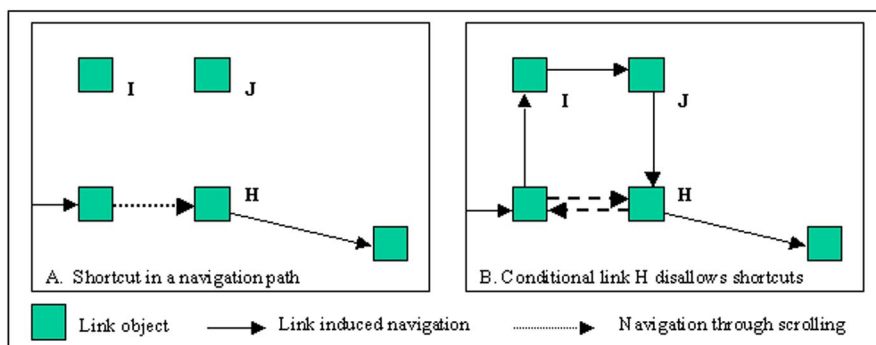 I J I J
H H
A. Shortcut in a navigation path B. Conditional link H disallows shortcuts
Link object Link induced navigation Navigation through scrolling